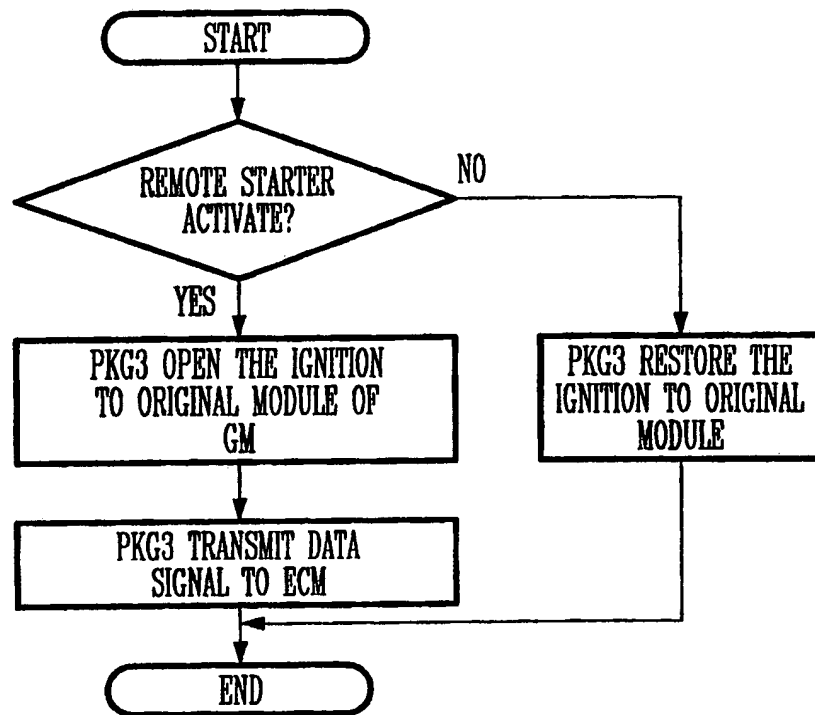 START
REMOTE STARTER
ACTIVATE?
NO
YES
PKG3 OPEN THE IGNITION
TO ORIGINAL MODULE OF
GM
PKG3 RESTORE THE
IGNITION TO ORIGINAL
MODULE
PKG3 TRANSMIT DATA
SIGNAL TO ECM
END